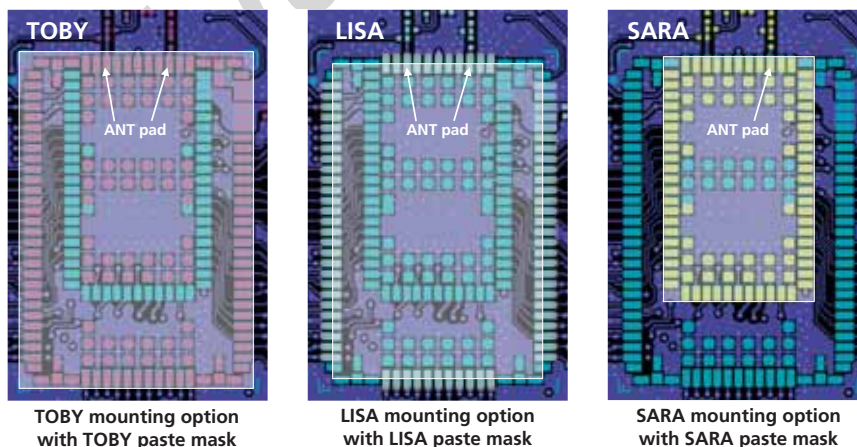 TOBY
ANT pad
TOBY mounting option
with TOBY paste mask
LISA
ANT pad
LISA mounting option
with LISA paste mask
SARA
ANT pad
SARA mounting option
with SARA paste mask